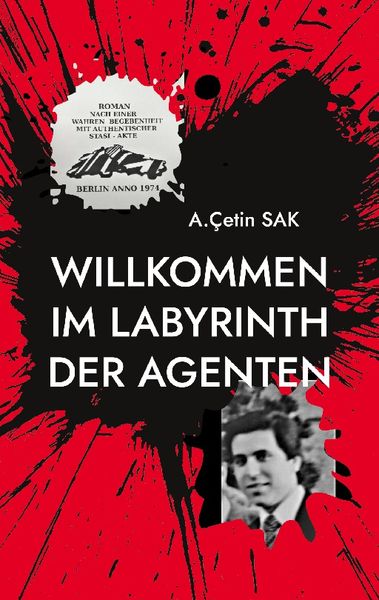 ROMAN
NACH EINER
WAHREN BEGEBENHEIT
MIT AUTHENTISCHER
STASI - AKTE
BERLIN ANNO 1974
A.Çetin SAK
WILLKOMMEN
IM LABYRINTH
DER AGENTEN